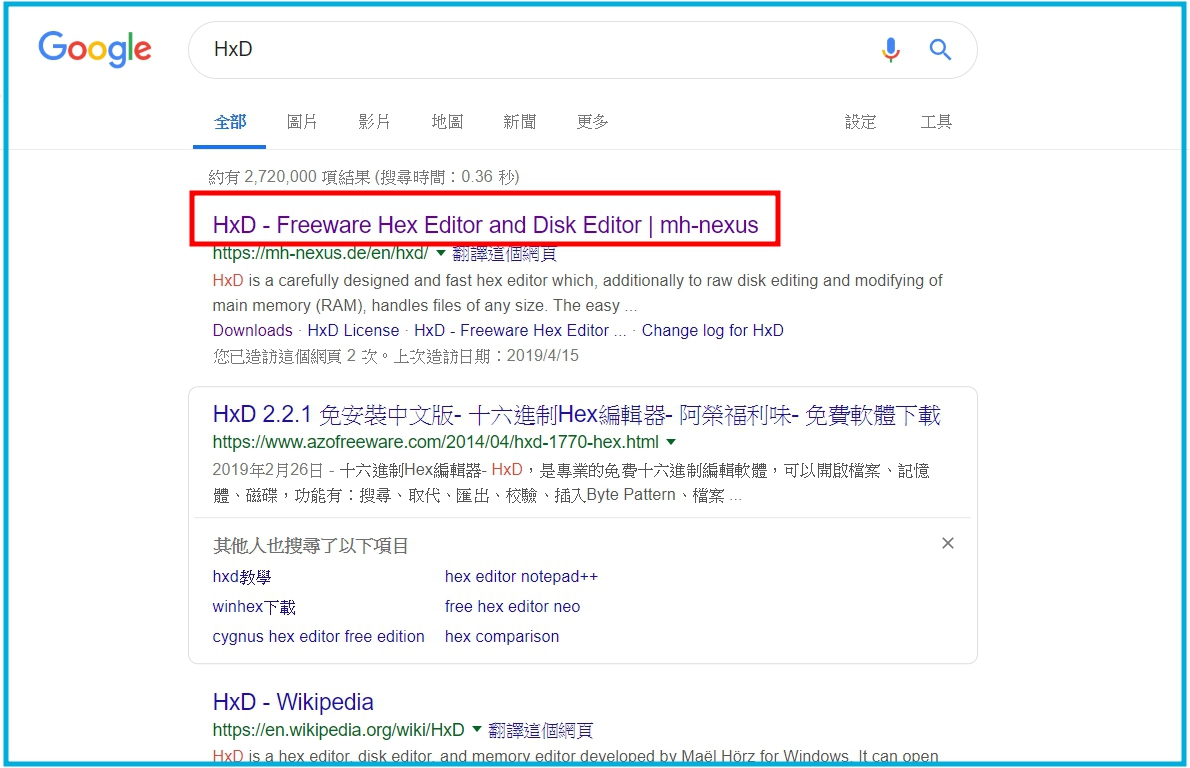 Google
HxD
全部 圖片 影片 地圖 新聞 更多 設定 工具
約有 2,720,000 項結果 (搜尋時間：0.36 秒)
HxD - Freeware Hex Editor and Disk Editor | mh-nexus
https://mh-nexus.de/en/hxd/ ▼ 翻譯這個網頁
HxD is a carefully designed and fast hex editor which, additionally to raw disk editing and modifying of
main memory (RAM), handles files of any size. The easy ...
Downloads · HxD License · HxD - Freeware Hex Editor ... · Change log for HxD
您已造訪這個網頁 2 次。上次造訪日期：2019/4/15
HxD 2.2.1 免安裝中文版- 十六進制Hex編輯器- 阿榮福利味- 免費軟體下載
https://www.azofreeware.com/2014/04/hxd-1770-hex.html ▼
2019年2月26日 - 十六進制Hex編輯器- HxD，是專業的免費十六進制編輯軟體，可以開啟檔案、記憶
體、磁碟，功能有：搜尋、取代、匯出、校驗、插入Byte Pattern、檔案 ...
其他人也搜尋了以下項目
hxd教學 hex editor notepad++
winhex下載 free hex editor neo
cygnus hex editor free edition hex comparison
HxD - Wikipedia
https://en.wikipedia.org/wiki/HxD ▼ 翻譯這個網頁
HxD is a hex editor, disk editor, and memory editor developed by Maël Hörz for Windows. It can open